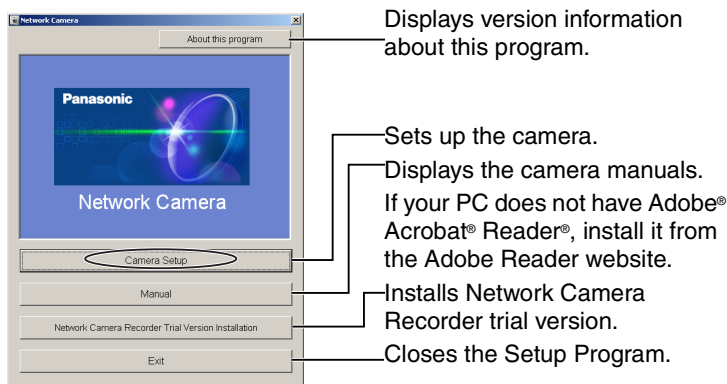 Network Camera
About this program
Displays version information
about this program.
Panasonic
Network Camera
Sets up the camera.
Displays the camera manuals.
If your PC does not have Adobe®
Acrobat® Reader®, install it from
the Adobe Reader website.
Camera Setup
Manual
Installs Network Camera
Recorder trial version.
Network Camera Recorder Trial Version Installation
Closes the Setup Program.
Exit